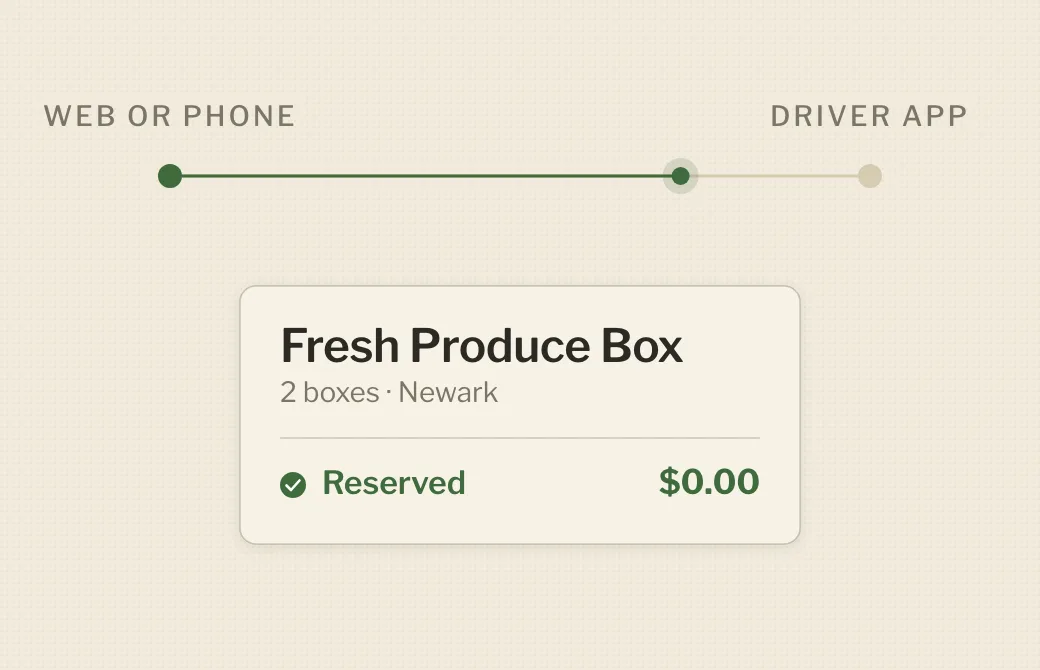 WEB OR PHONE
DRIVER APP
Fresh Produce Box
2 boxes · Newark
Reserved
$0.00